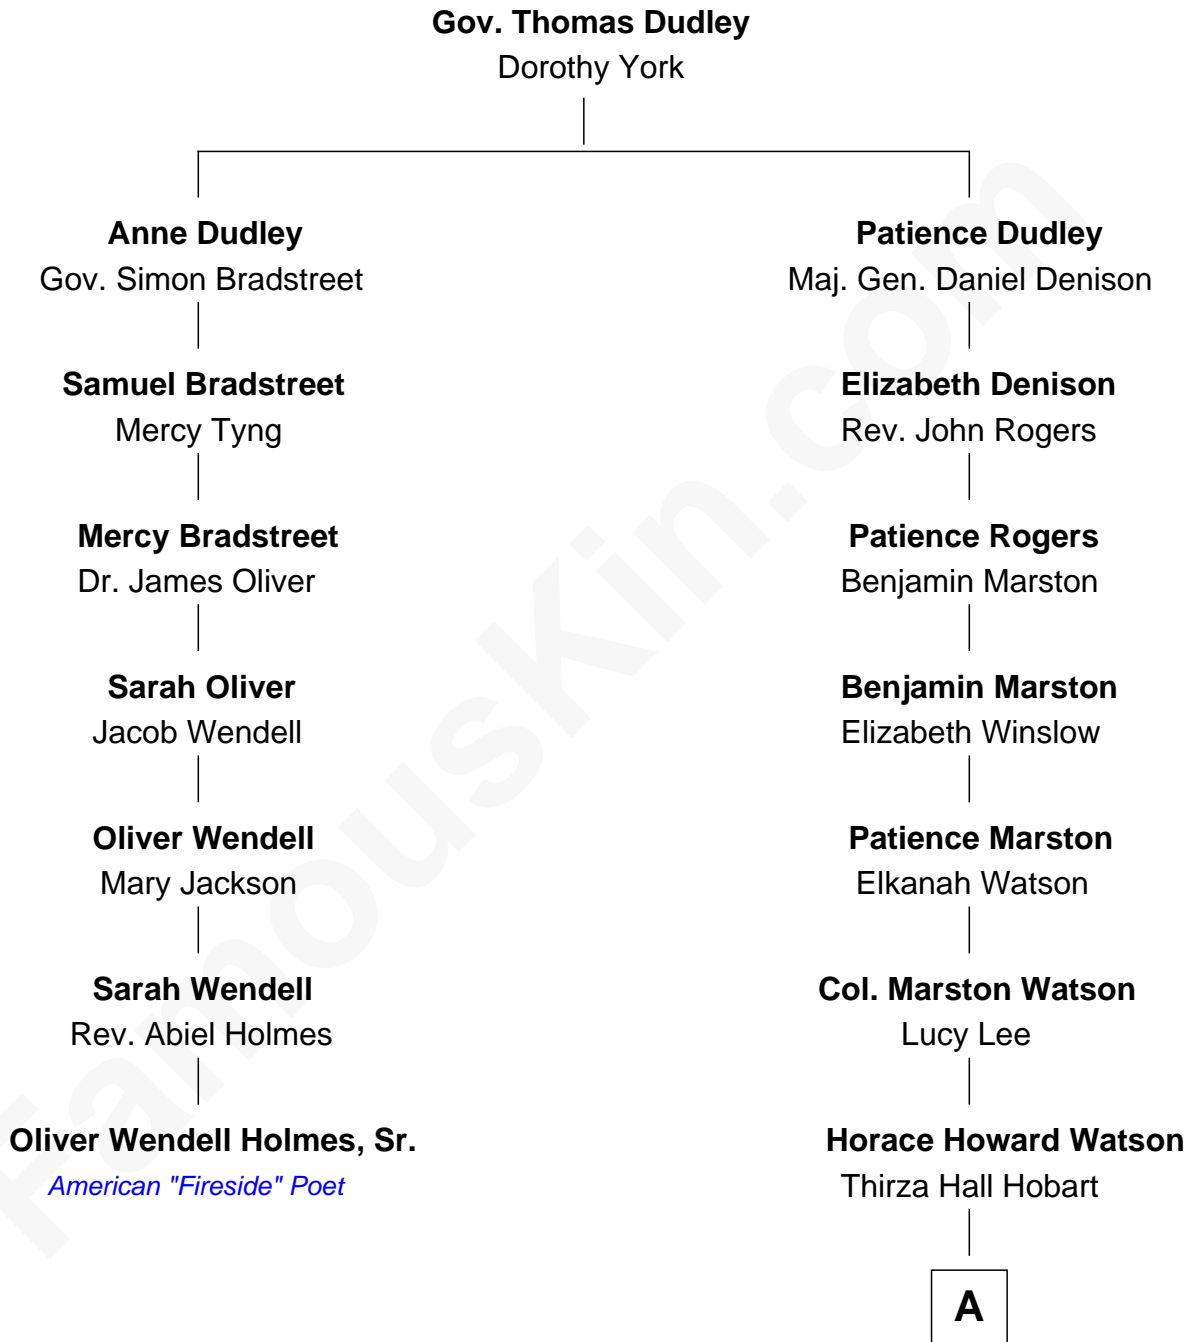 Gov. Thomas Dudley
Dorothy York
Anne Dudley
Gov. Simon Bradstreet
Samuel Bradstreet
Mercy Tyng
Mercy Bradstreet
Dr. James Oliver
Sarah Oliver
Jacob Wendell
Oliver Wendell
Mary Jackson
Sarah Wendell
Rev. Abiel Holmes
Oliver Wendell Holmes, Sr.
American "Fireside" Poet
Patience Dudley
Maj. Gen. Daniel Denison
Elizabeth Denison
Rev. John Rogers
Patience Rogers
Benjamin Marston
Benjamin Marston
Elizabeth Winslow
Patience Marston
Elkanah Watson
Col. Marston Watson
Lucy Lee
Horace Howard Watson
Thirza Hall Hobart
A
FamousKin.com